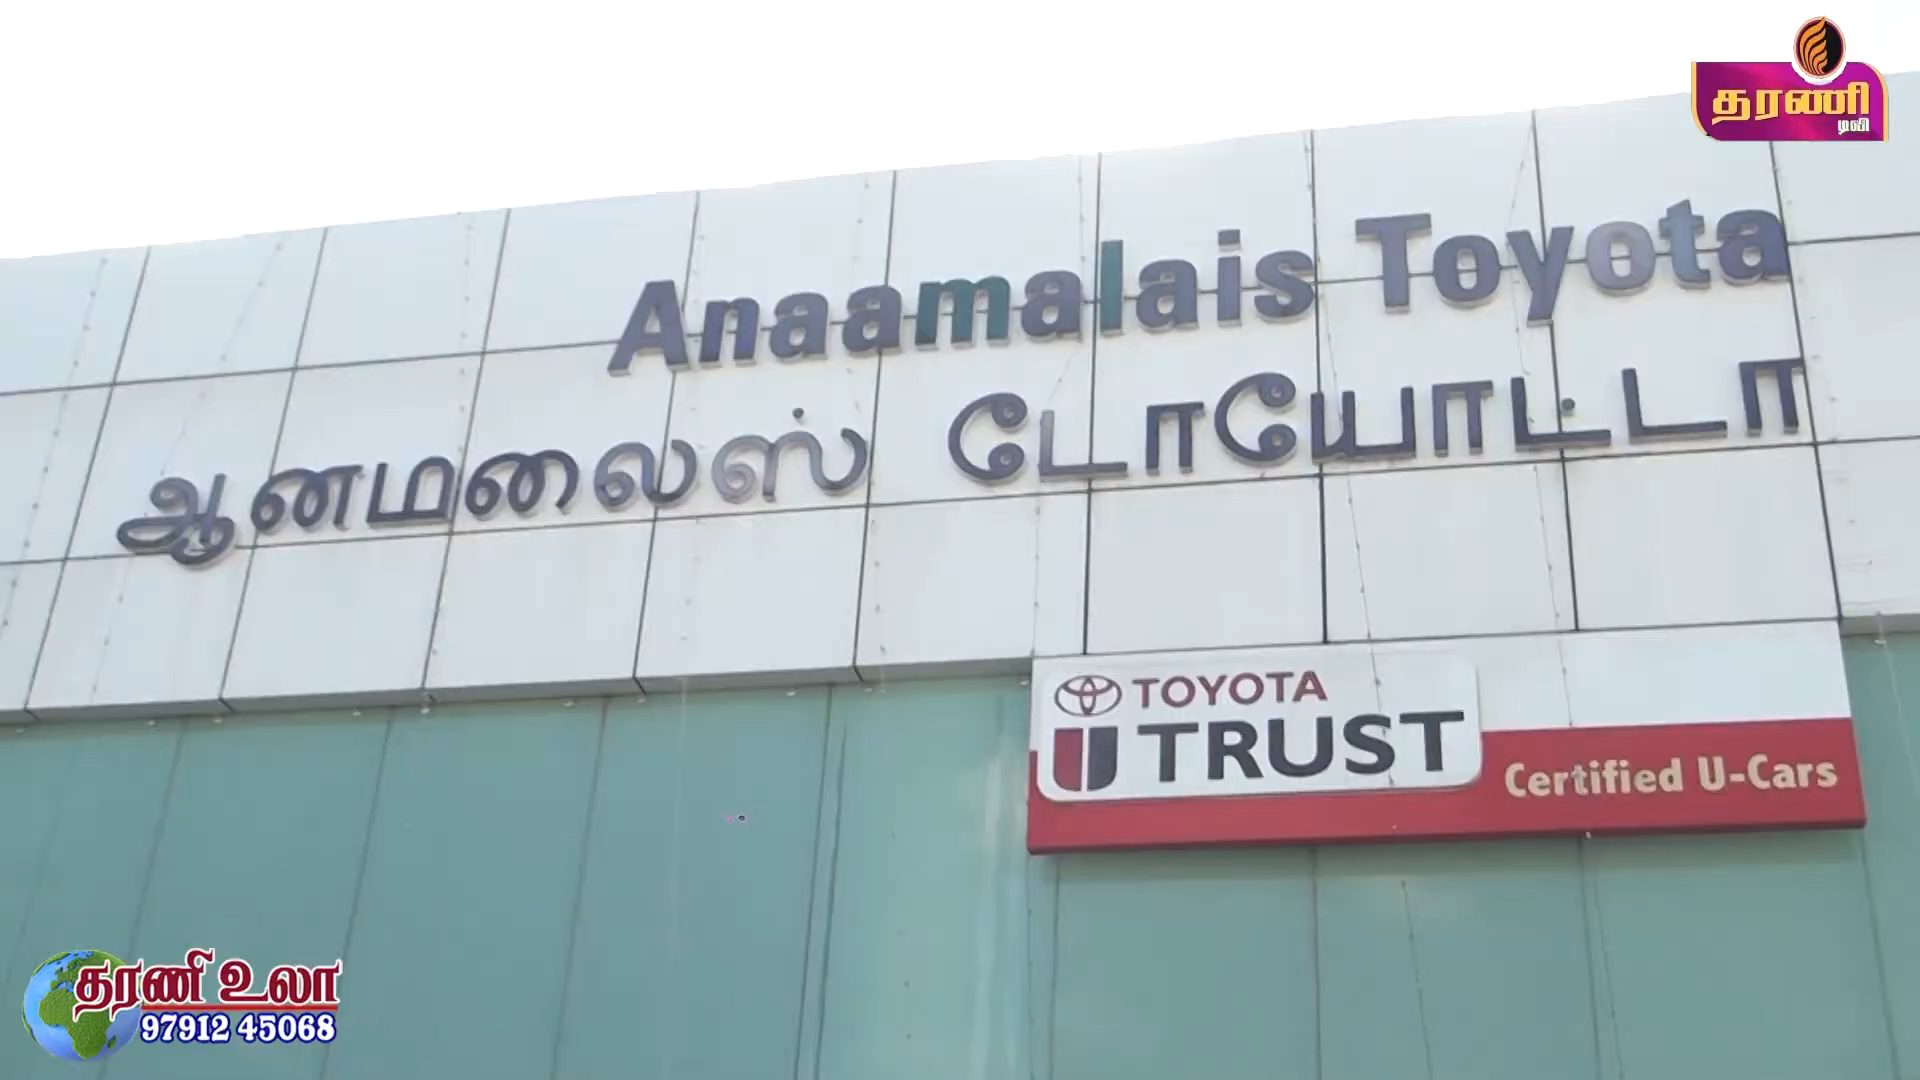 தரணி
டிவி
Anaamalais Toyota
ஆனமலைஸ் டோயோட்டா
TOYOTA
U TRUST
Certified U-Cars
தரணி உலா
97912 45068